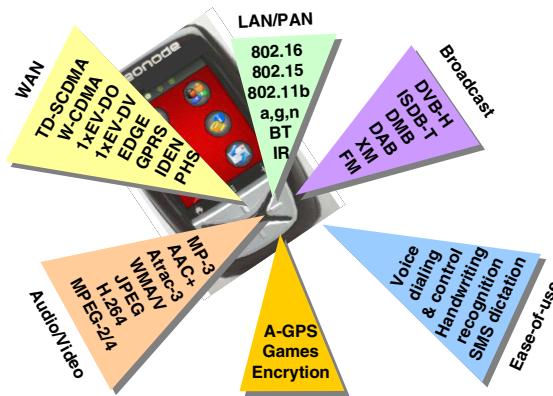 WAN
TD-SCDMA
W-CDMA
1xEV-DO
1xEV-DV
EDGE
GPRS
IDEN
PHS
LAN/PAN
802.16
802.15
802.11b
a,g,n
BT
IR
Broadcast
DVB-H
ISDB-T
DMB
DAB
XM
FM
onode
Audio/Video
MP-3
AAC+
Atrac-3
WMA/V
JPEG
H.264
MPEG-2/4
A-GPS
Games
Encrytion
Voice
dialing
& control
Handwriting
recognition
SMS dictation
Ease-of-use